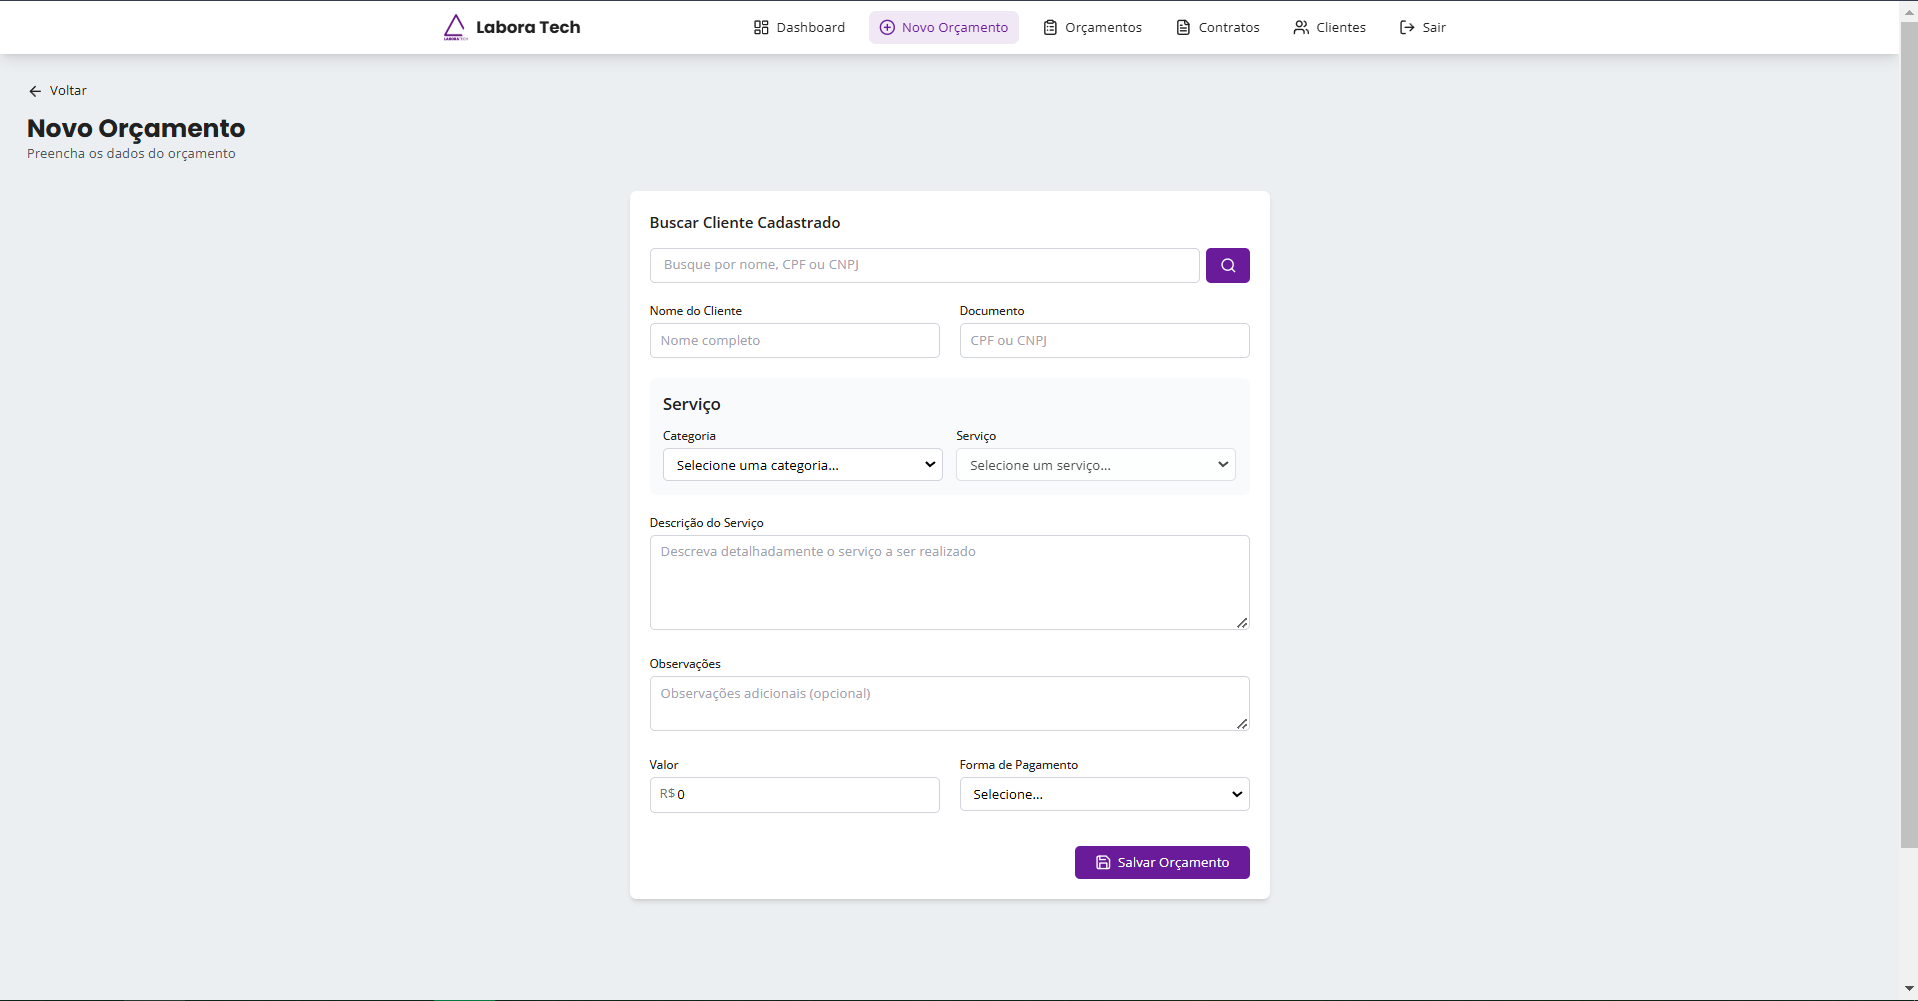 Labora Tech Dashboard Novo Orçamento Orçamentos Contratos Clientes Sair
Voltar
Novo Orçamento
Preencha os dados do orçamento
Buscar Cliente Cadastrado
Busque por nome, CPF ou CNPJ
Nome do Cliente Documento
Nome completo CPF ou CNPJ
Serviço
Categoria Serviço
Selecione uma categoria... Selecione um serviço...
Descrição do Serviço
Descreva detalhadamente o serviço a ser realizado
Observações
Observações adicionais (opcional)
Valor Forma de Pagamento
R$ 0 Selecione...
Salvar Orçamento